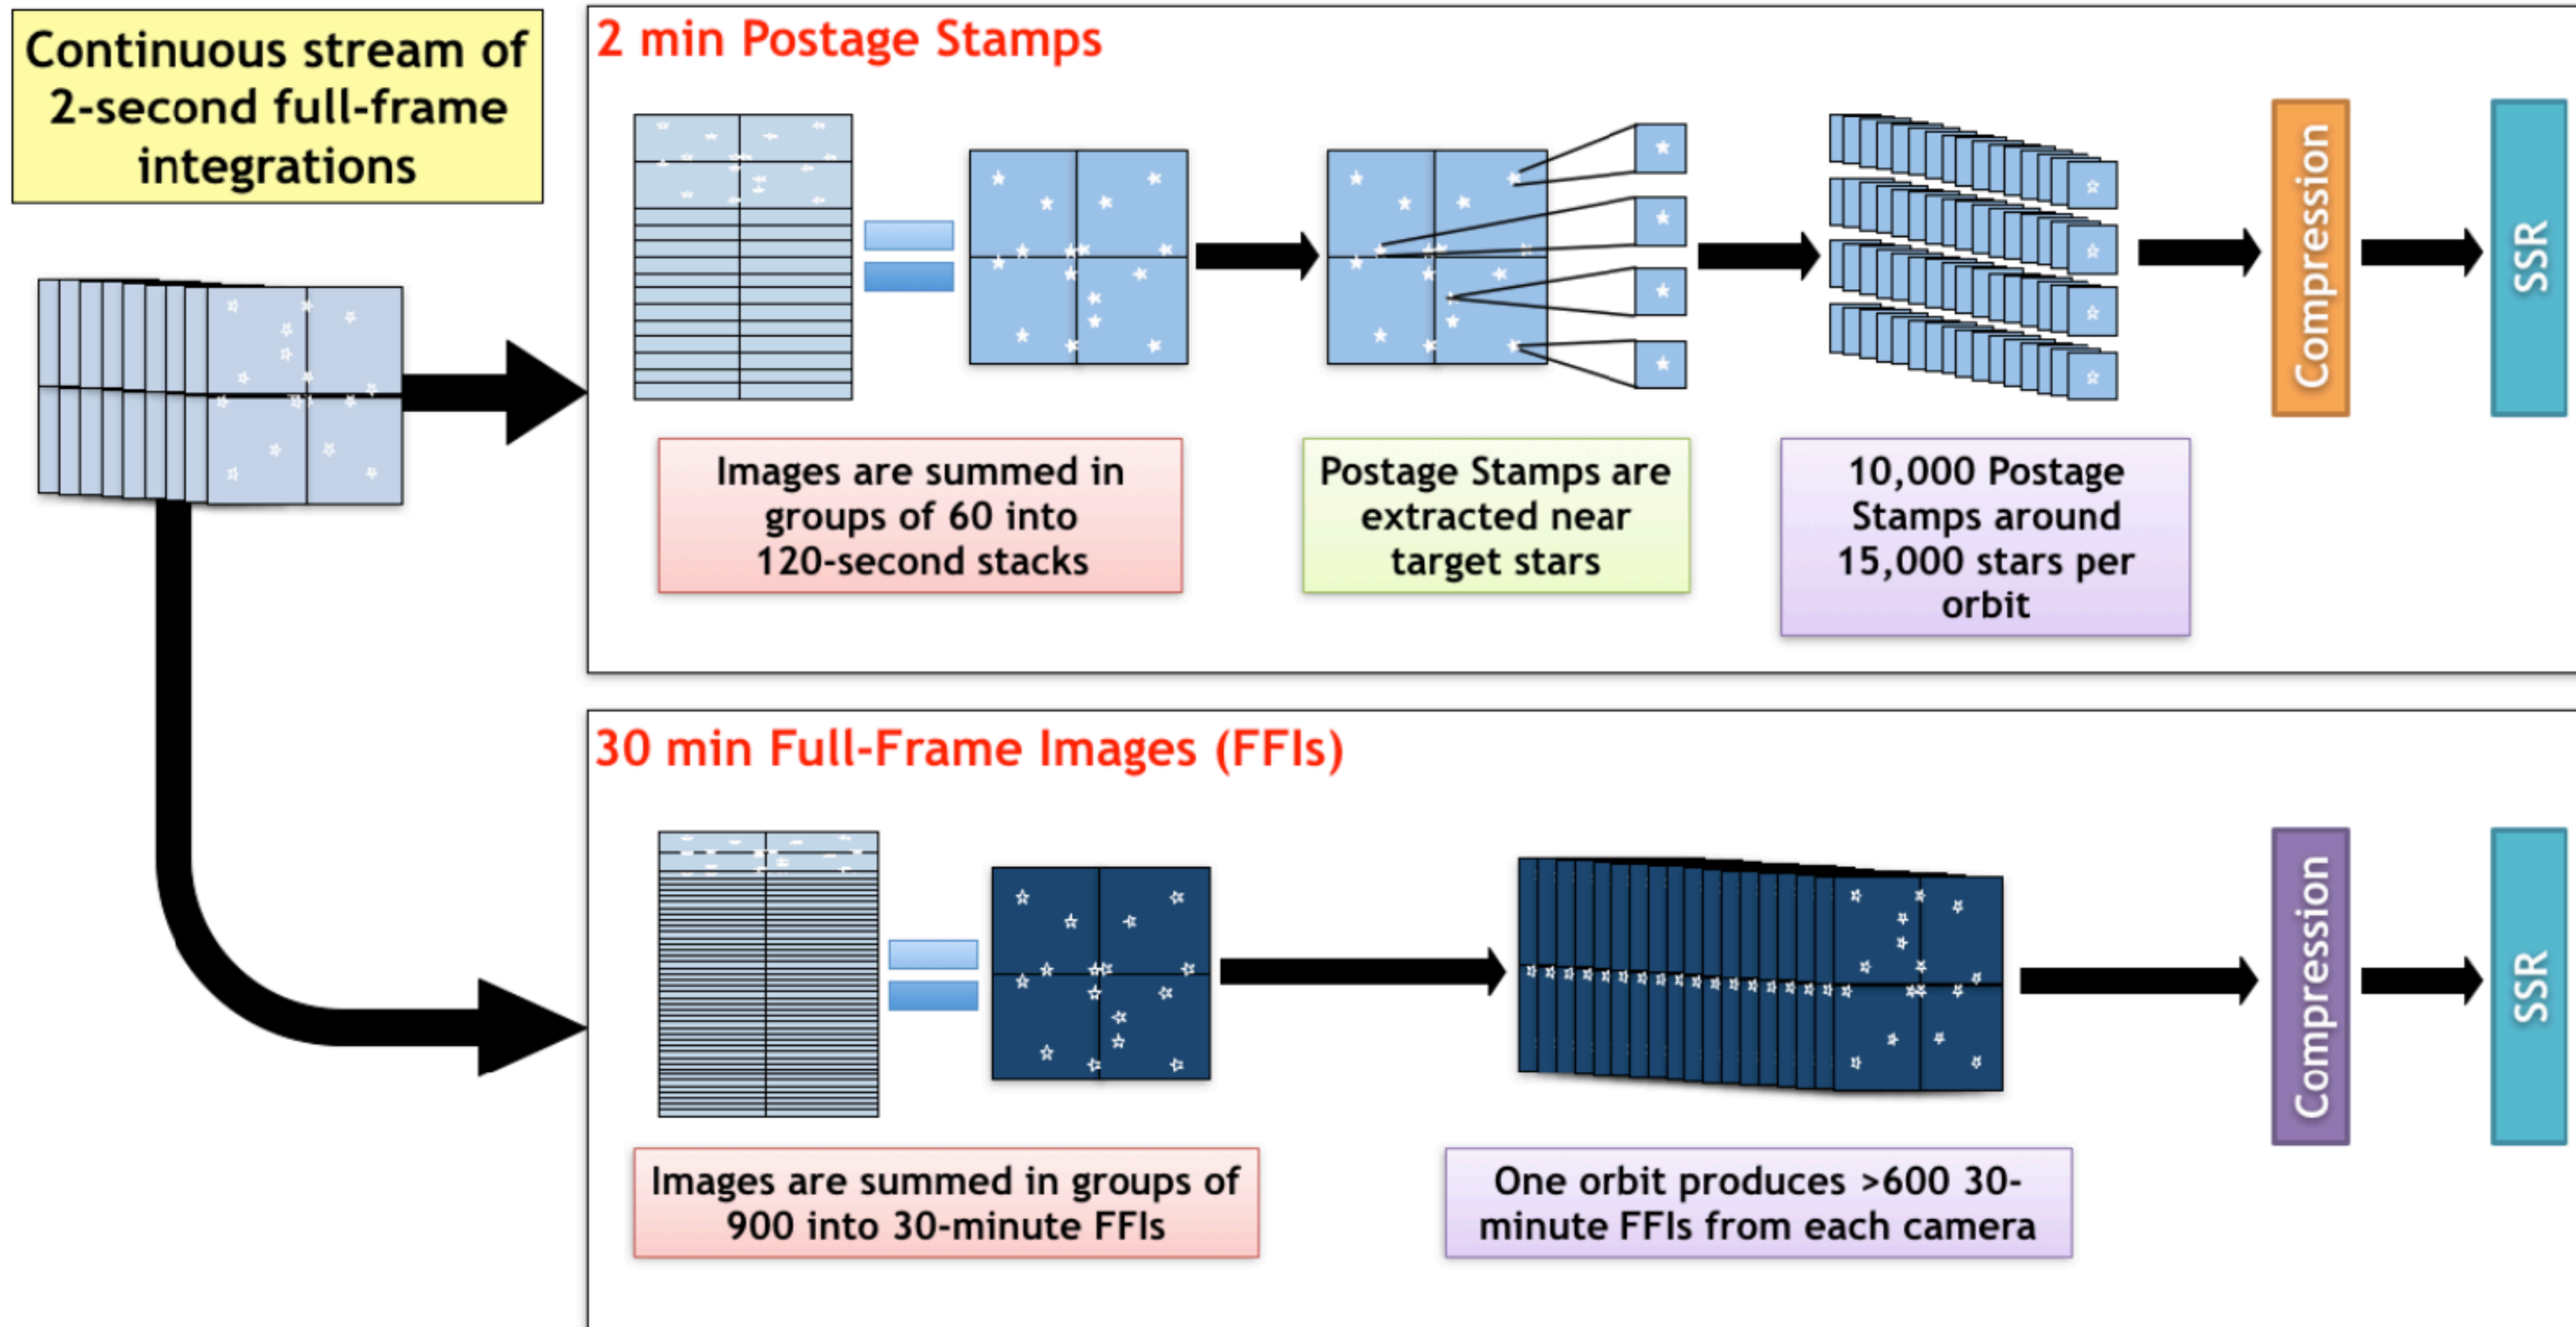 Continuous stream of
2-second full-frame
integrations
2 min Postage Stamps
Images are summed in
groups of 60 into
120-second stacks
Postage Stamps are
extracted near
target stars
10,000 Postage
Stamps around
15,000 stars per
orbit
Compression
SSR
30 min Full-Frame Images (FFIs)
Images are summed in groups of
900 into 30-minute FFIs
One orbit produces >600 30-
minute FFIs from each camera
Compression
SSR